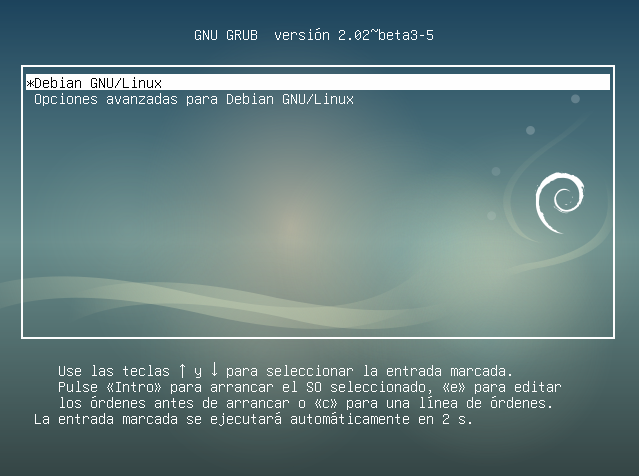 GNU GRUB  versión 2.02~beta3-5
*Debian GNU/Linux
Opciones avanzadas para Debian GNU/Linux
Use las teclas ↑ y ↓ para seleccionar la entrada marcada.
Pulse «Intro» para arrancar el SO seleccionado, «e» para editar
los órdenes antes de arrancar o «c» para una línea de órdenes.
La entrada marcada se ejecutará automáticamente en 2 s.